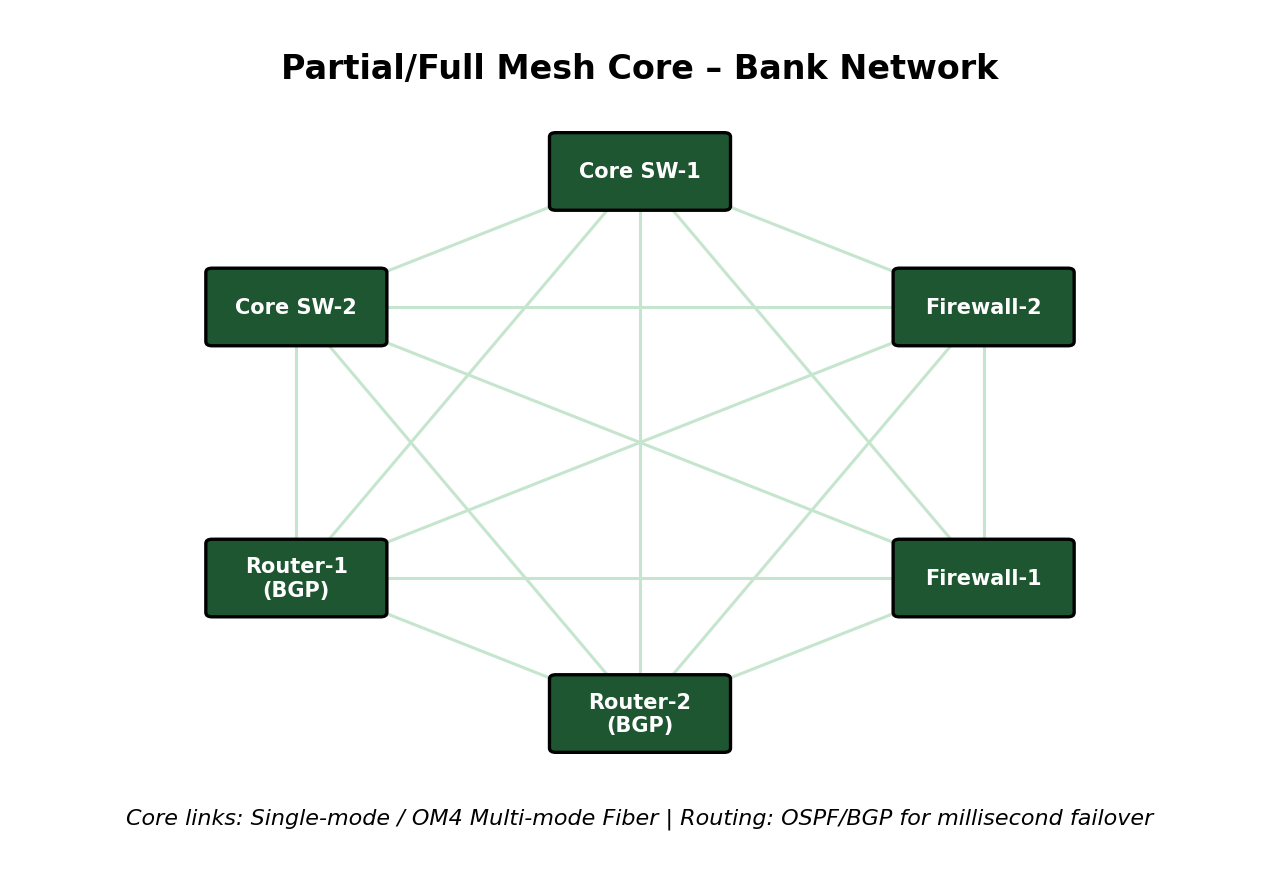 Partial/Full Mesh Core – Bank Network
Core SW-1
Core SW-2
Firewall-2
Router-1
(BGP)
Firewall-1
Router-2
(BGP)
Core links: Single-mode / OM4 Multi-mode Fiber | Routing: OSPF/BGP for millisecond failover